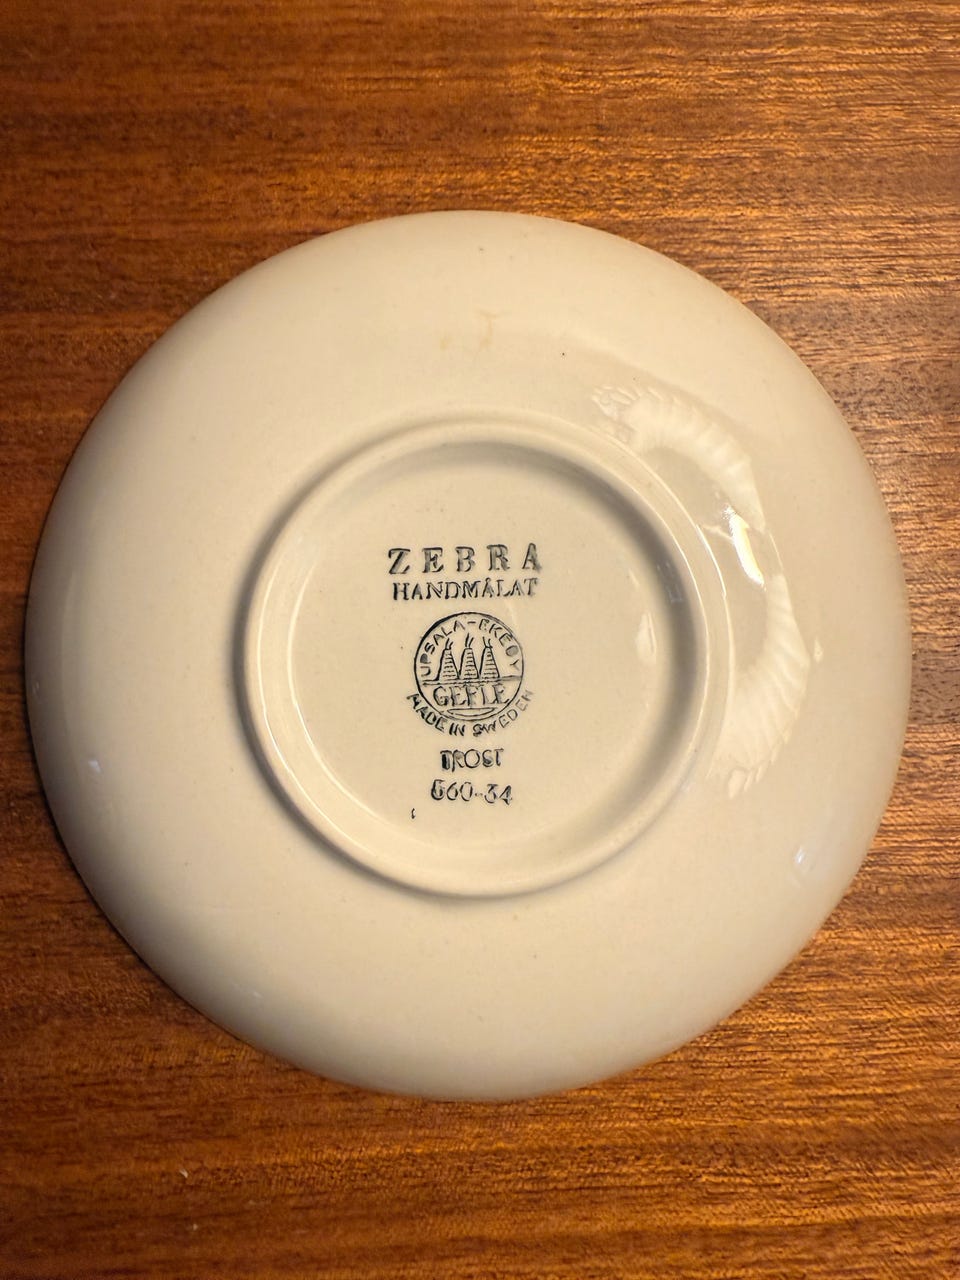 ZEBRA
HANDMÅLAT
UPSALA-EKEBY
GEFLE
MADE IN SWEDEN
TROST
560-34